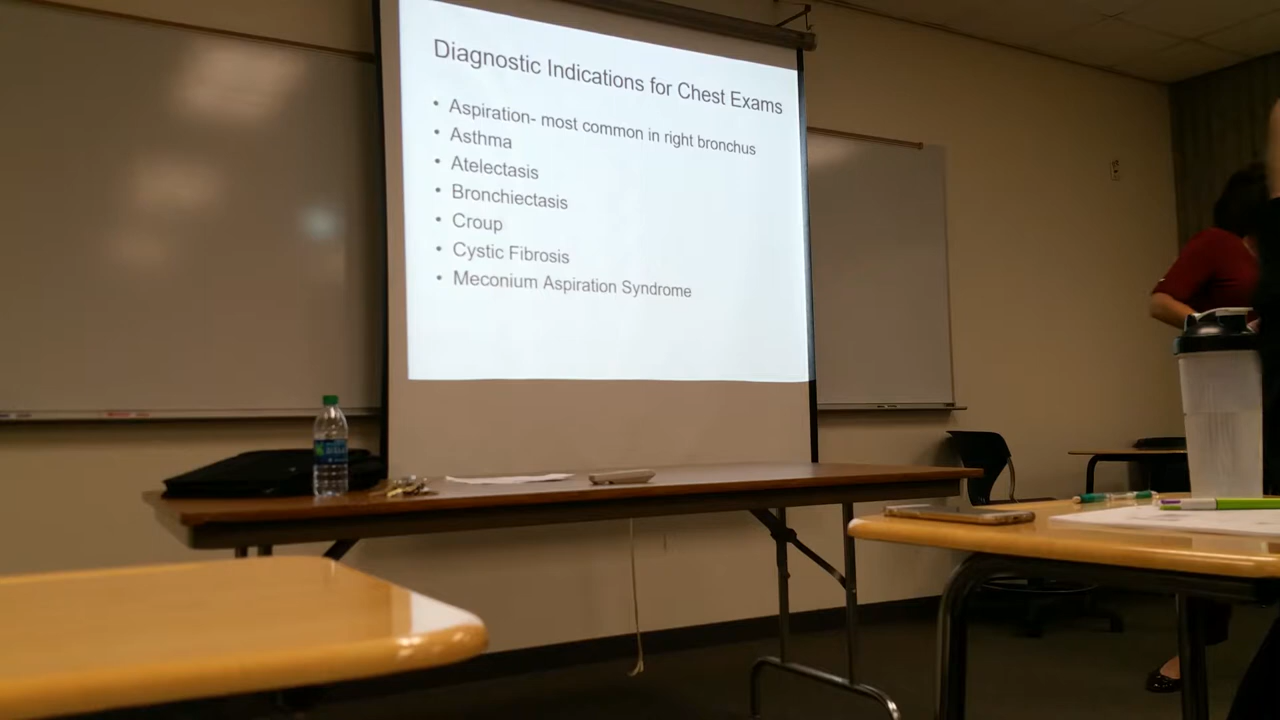 Diagnostic Indications for Chest Exams
• Aspiration- most common in right bronchus
• Asthma
• Atelectasis
• Bronchiectasis
• Croup
• Cystic Fibrosis
• Meconium Aspiration Syndrome